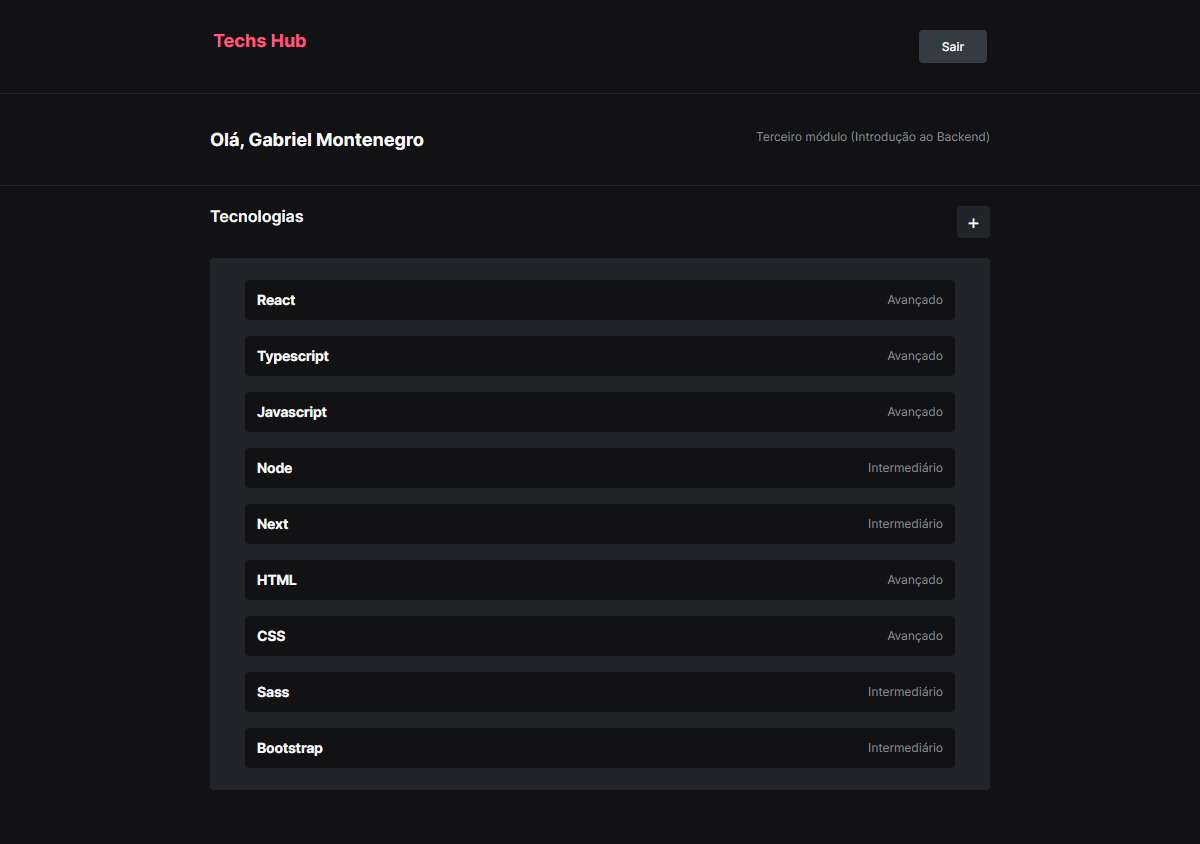 Techs Hub
Sair
Olá, Gabriel Montenegro
Terceiro módulo (Introdução ao Backend)
Tecnologias
+
React Avançado
Typescript Avançado
Javascript Avançado
Node Intermediário
Next Intermediário
HTML Avançado
CSS Avançado
Sass Intermediário
Bootstrap Intermediário